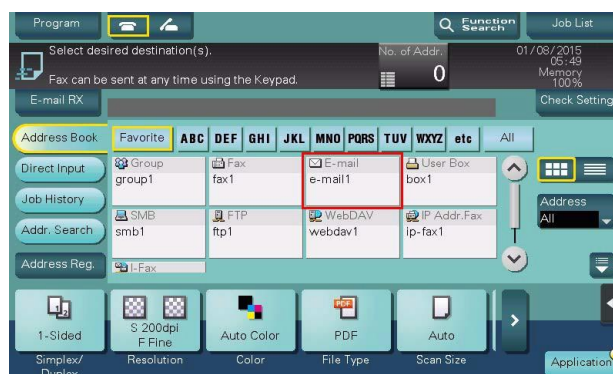 Program
Function Search
Job List
Select desired destination(s).
Fax can be sent at any time using the Keypad.
No. of Addr.
0
01/08/2015
05:49
Memory
100%
E-mail RX
Check Setting
Address Book
Favorite ABC DEF GHI JKL MNO PQRS TUV WXYZ etc All
Direct Input
Job History
Addr. Search
Address Reg.
Group
group1
Fax
fax1
E-mail
e-mail1
User Box
box1
SMB
smb1
FTP
ftp1
WebDAV
webdav1
IP Addr.Fax
ip-fax1
I-Fax
Address
All
1-Sided
Simplex/
Duplex
S 200dpi
F Fine
Resolution
Auto Color
Color
PDF
File Type
Auto
Scan Size
Application